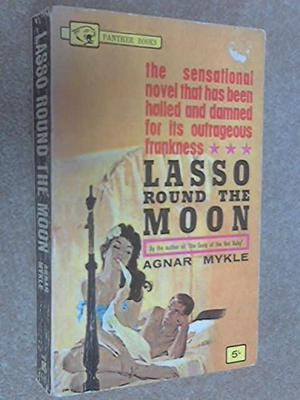 PANTHER BOOKS
the sensational
novel that has been
hailed and damned
for its outrageous
frankness ★ ★ ★
LASSO
ROUND THE
MOON
By the author of 'The Song of the Red Ruby'
AGNAR MYKLE
5/-
LASSO ROUND THE MOON
AGNAR
MYKLE